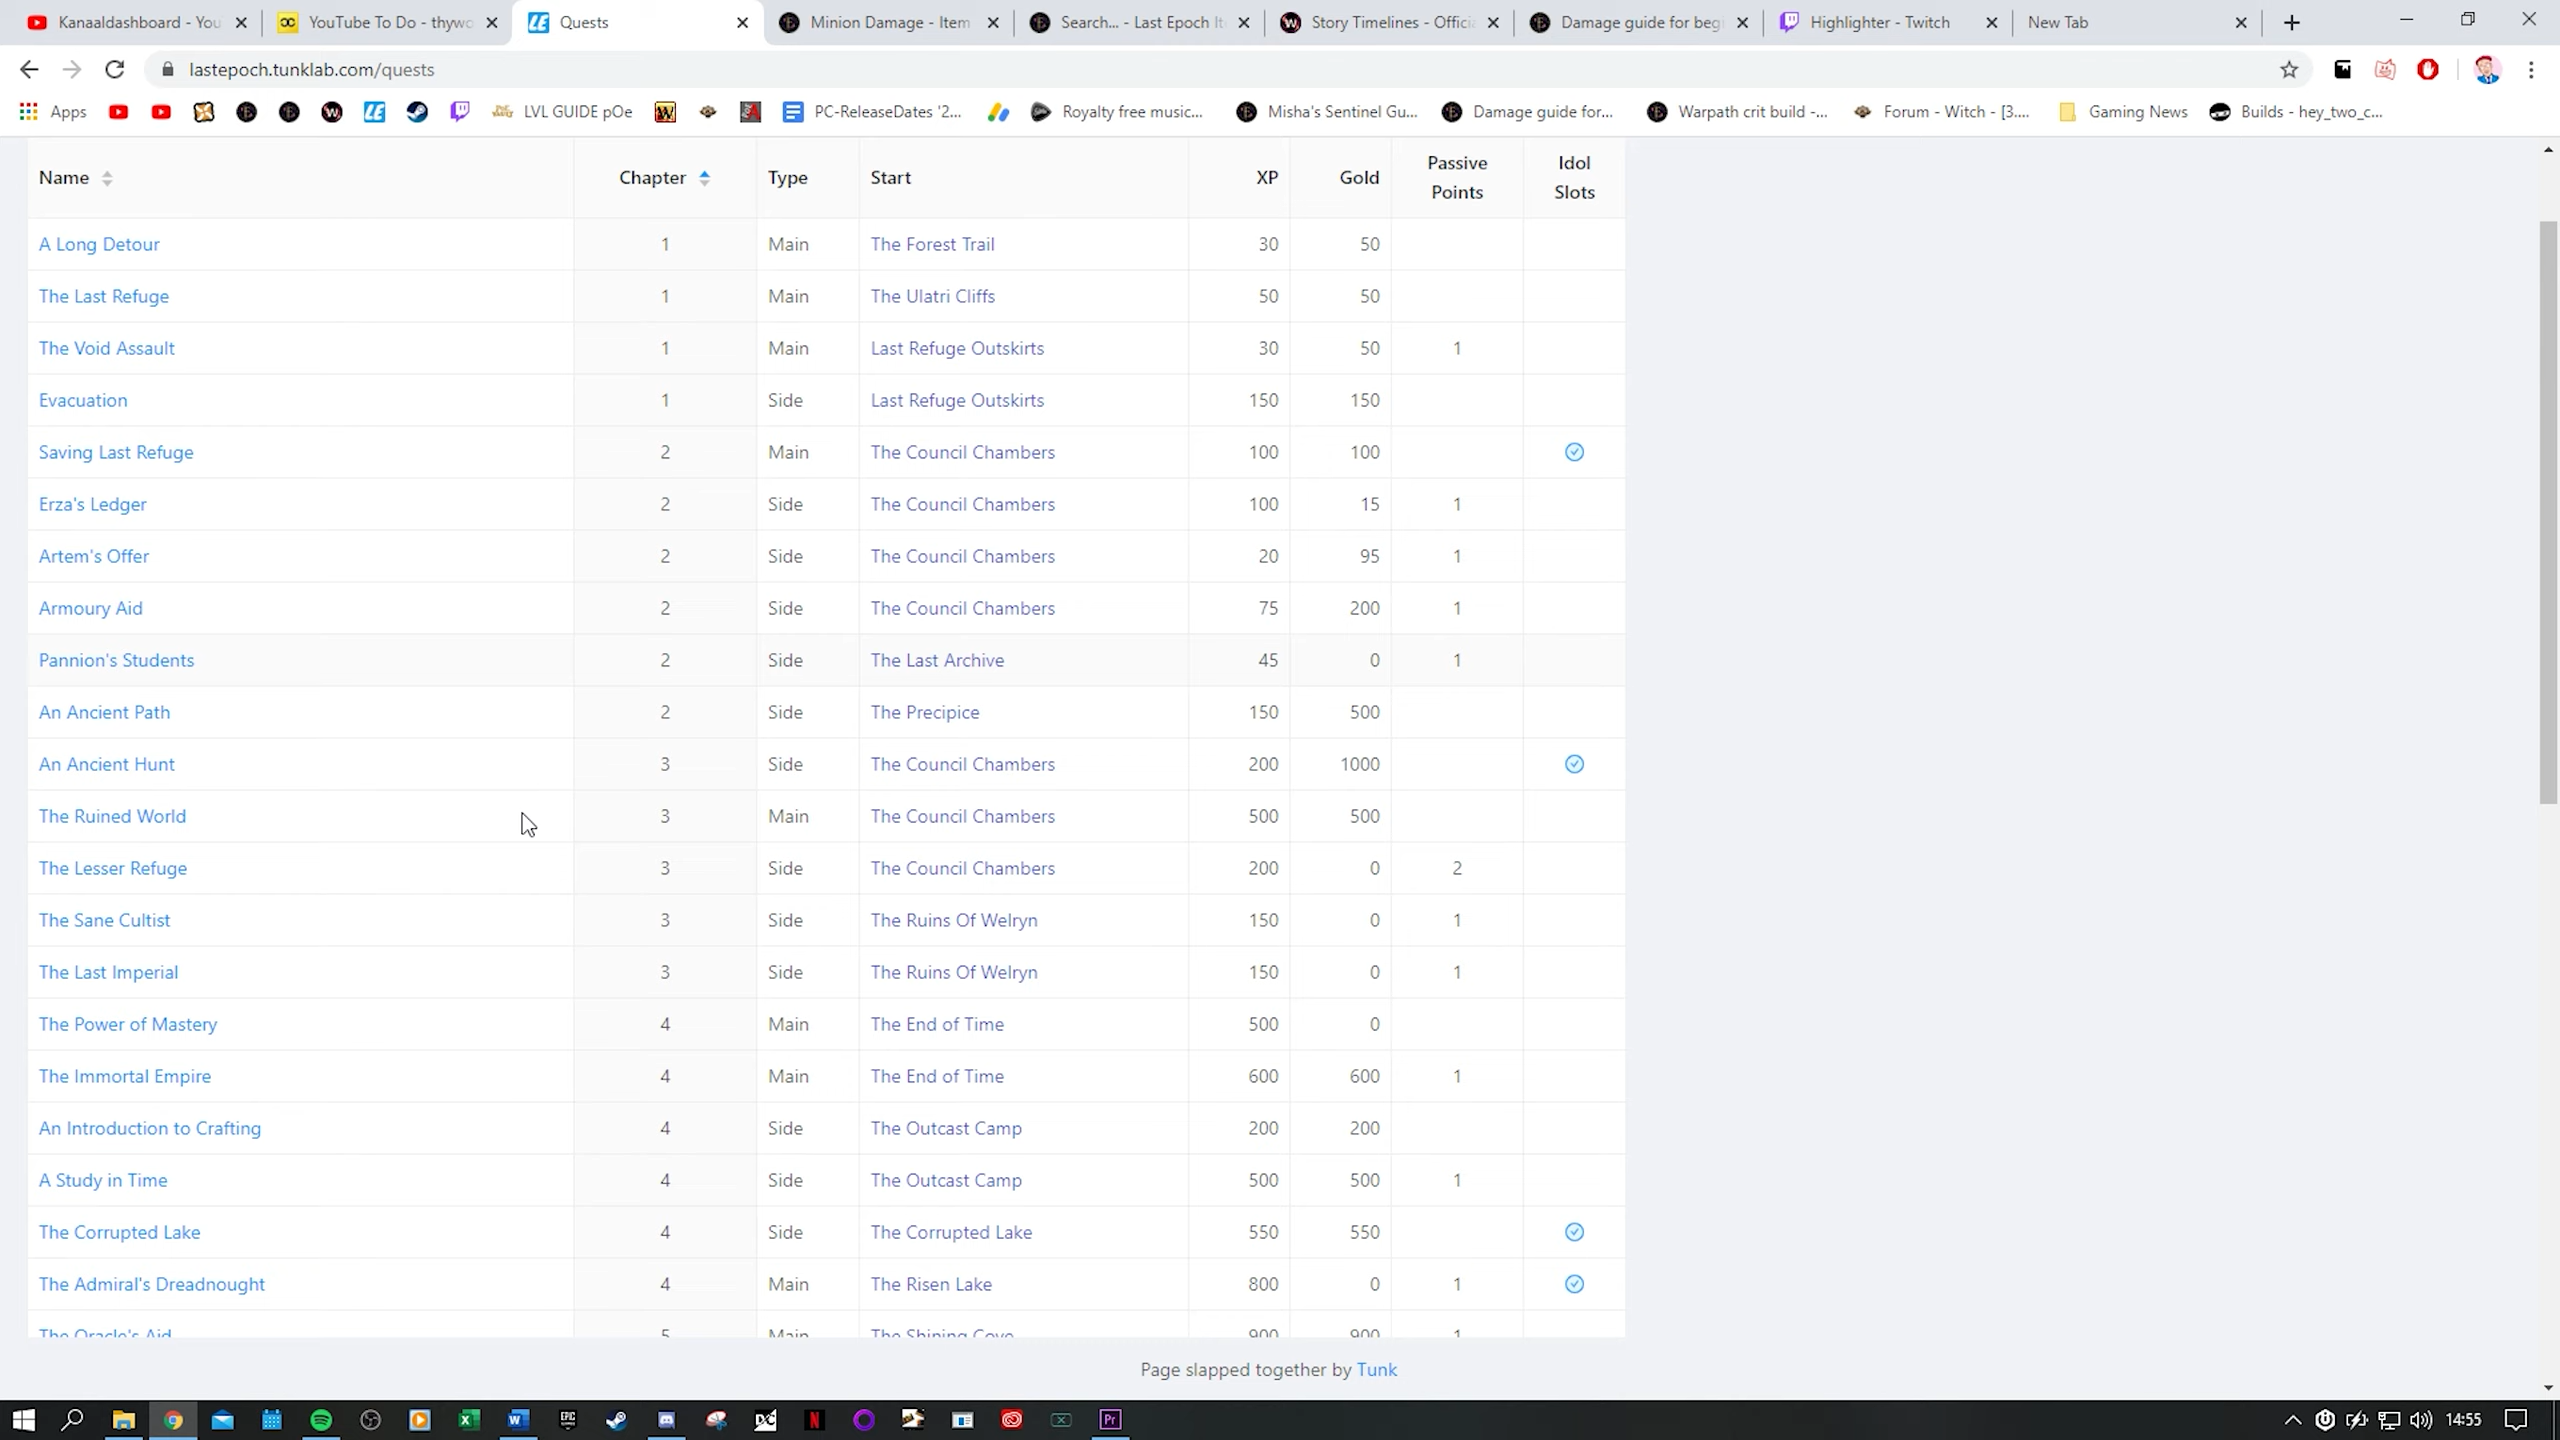 Kanaaldashboard - You
YouTube To Do - thywo
Quests
Minion Damage - Item
Search... - Last Epoch It
Story Timelines - Officia
Damage guide for beg
Highlighter - Twitch
New Tab
lastepoch.tunklab.com/quests
Apps
LVL GUIDE pOe
PC-ReleaseDates '2...
Royalty free music...
Misha's Sentinel Gu...
Damage guide for...
Warpath crit build -...
Forum - Witch - [3....
Gaming News
Builds - hey_two_c...
Name Chapter Type Start XP Gold Passive Points Idol Slots
A Long Detour 1 Main The Forest Trail 30 50
The Last Refuge 1 Main The Ulatri Cliffs 50 50
The Void Assault 1 Main Last Refuge Outskirts 30 50 1
Evacuation 1 Side Last Refuge Outskirts 150 150
Saving Last Refuge 2 Main The Council Chambers 100 100
Erza's Ledger 2 Side The Council Chambers 100 15 1
Artem's Offer 2 Side The Council Chambers 20 95 1
Armoury Aid 2 Side The Council Chambers 75 200 1
Pannion's Students 2 Side The Last Archive 45 0 1
An Ancient Path 2 Side The Precipice 150 500
An Ancient Hunt 3 Side The Council Chambers 200 1000
The Ruined World 3 Main The Council Chambers 500 500
The Lesser Refuge 3 Side The Council Chambers 200 0 2
The Sane Cultist 3 Side The Ruins Of Welryn 150 0 1
The Last Imperial 3 Side The Ruins Of Welryn 150 0 1
The Power of Mastery 4 Main The End of Time 500 0
The Immortal Empire 4 Main The End of Time 600 600 1
An Introduction to Crafting 4 Side The Outcast Camp 200 200
A Study in Time 4 Side The Outcast Camp 500 500 1
The Corrupted Lake 4 Side The Corrupted Lake 550 550
The Admiral's Dreadnought 4 Main The Risen Lake 800 0 1
The Oracle's Aid 5 Main The Shining Cove 900 900 1
Page slapped together by Tunk
14:55